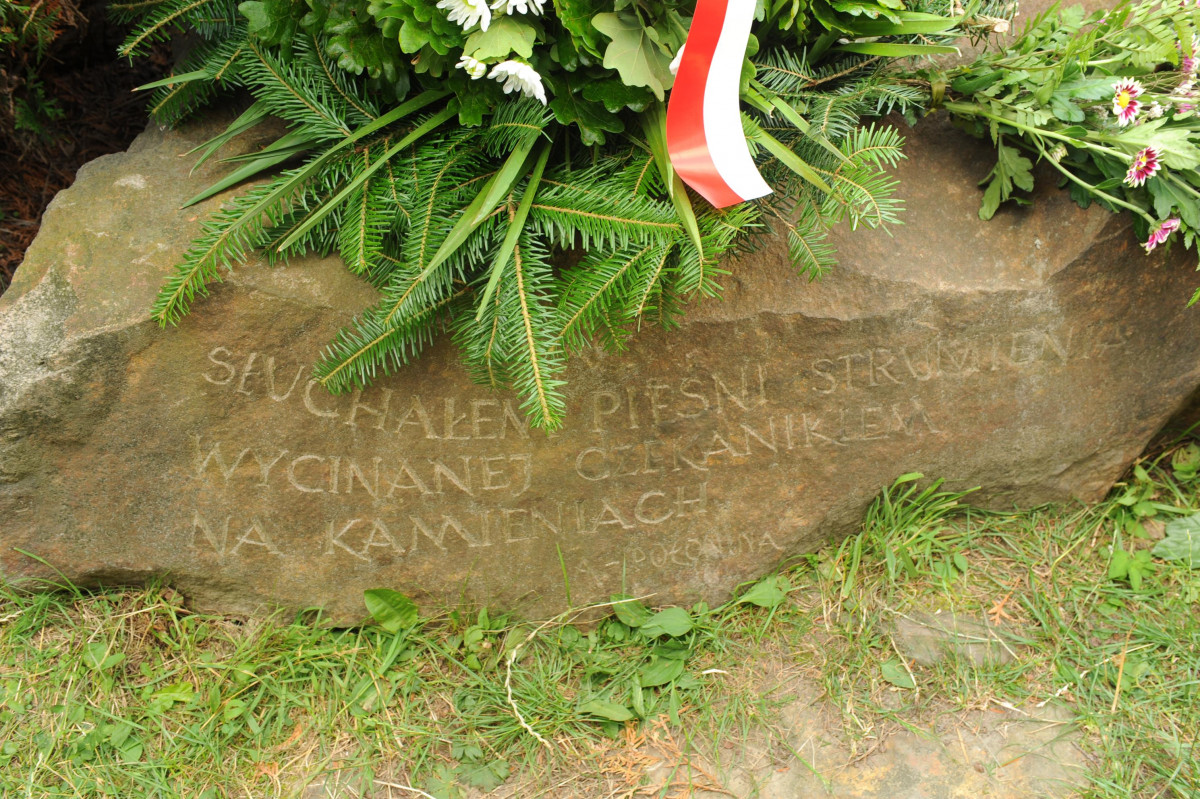 SŁUCHAŁEM PIEŚNI STRUMIENIA
WYCINANEJ CZEKANIKIEM
NA KAMIENIACH